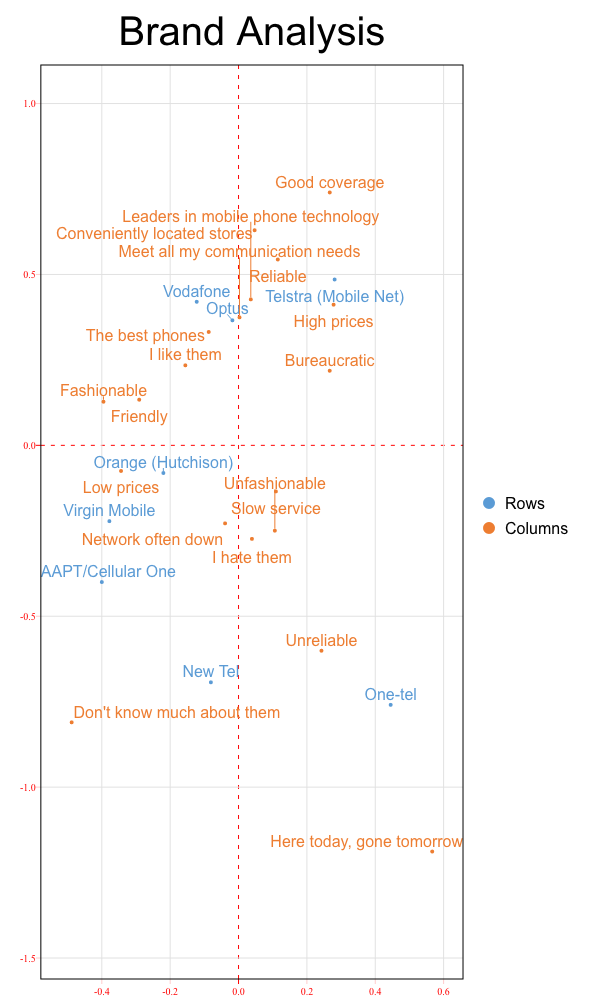 Brand Analysis
1.0
Good coverage
Leaders in mobile phone technology
Conveniently located stores
Meet all my communication needs
0.5
Reliable
Vodafone
Telstra (Mobile Net)
Optus
High prices
The best phones
I like them
Bureaucratic
Fashionable
Friendly
0.0
Orange (Hutchison)
Unfashionable
Low prices
Rows
Slow service
Virgin Mobile
Columns
Network often down
I hate them
AAPT/Cellular One
-0.5
Unreliable
New Tel
One-tel
Don't know much about them
-1.0
Here today, gone tomorrow
-1.5
-0.4 -0.2 0.0 0.2 0.4 0.6